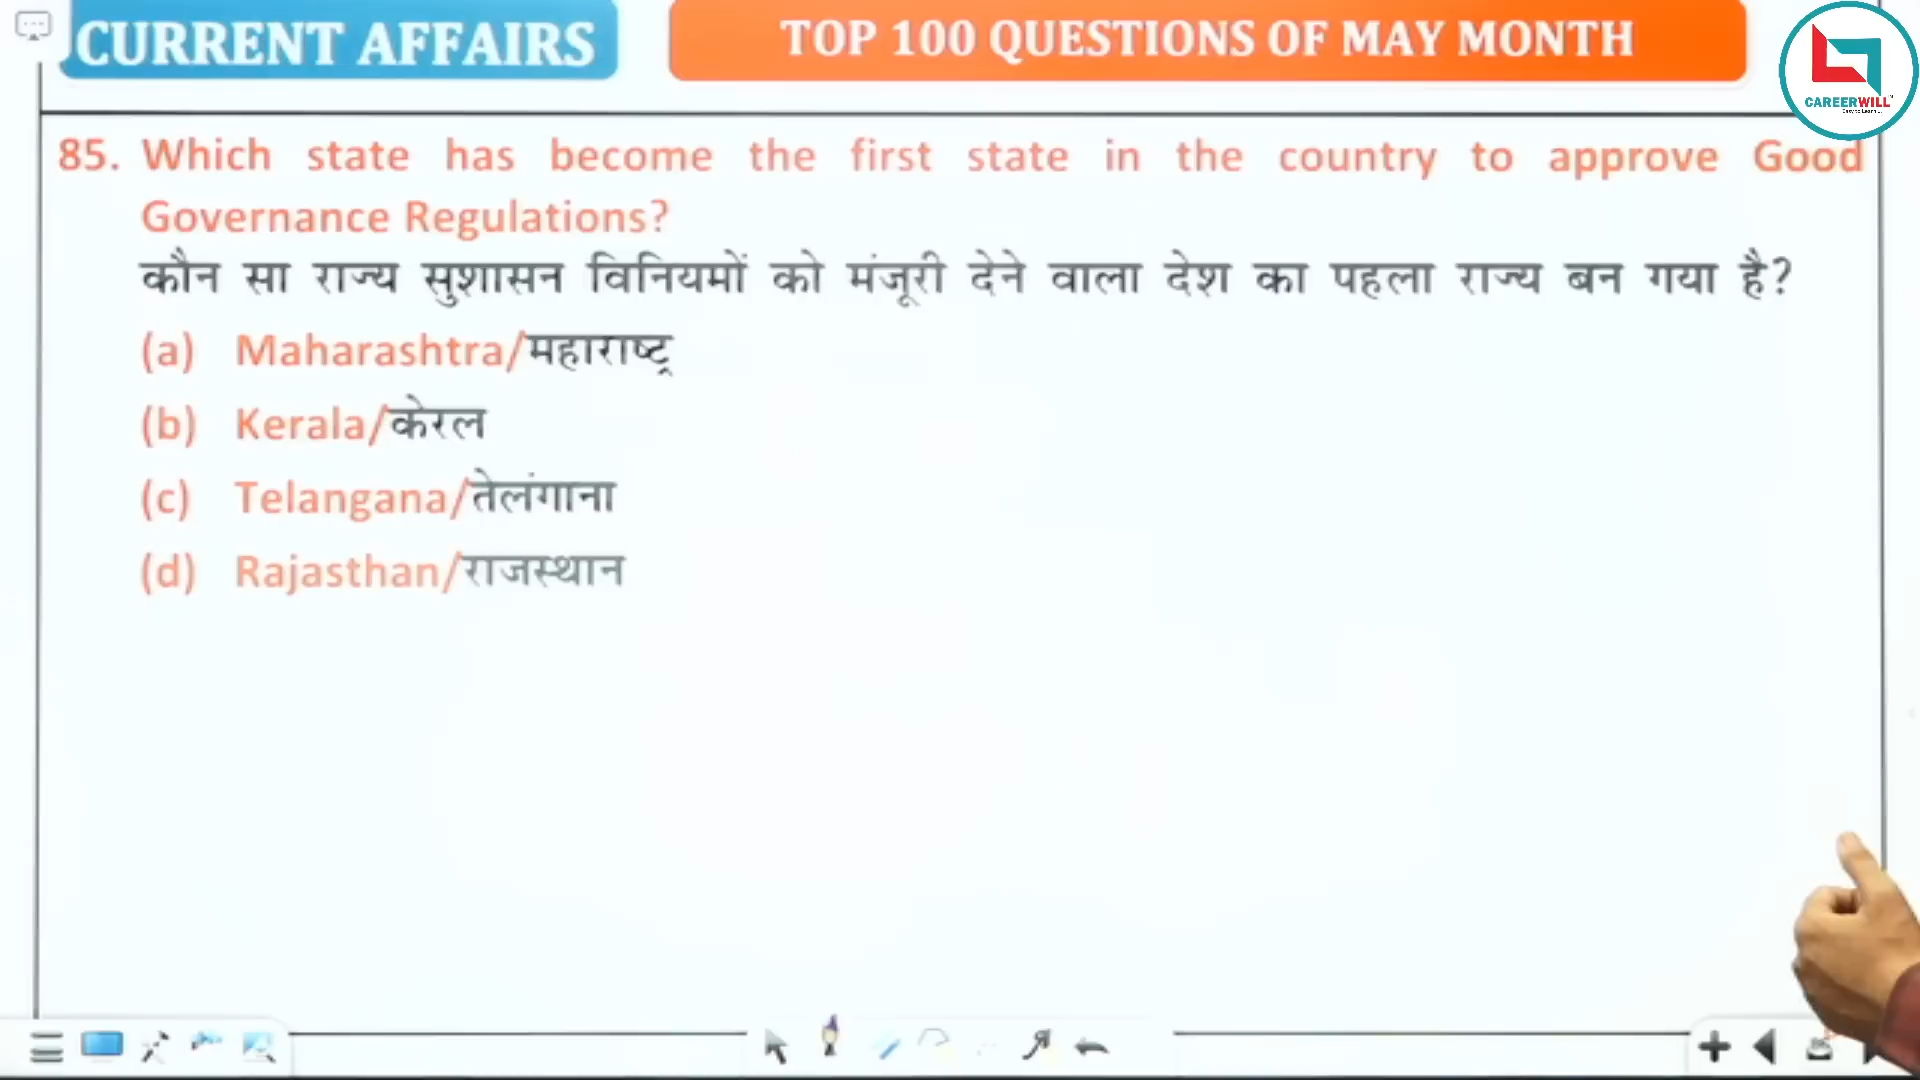 CURRENT AFFAIRS
TOP 100 QUESTIONS OF MAY MONTH
CAREERWILL
85. Which state has become the first state in the country to approve Good
Governance Regulations?
कौन सा राज्य सुशासन विनियमों को मंजूरी देने वाला देश का पहला राज्य बन गया है?
(a) Maharashtra/महाराष्ट्र
(b) Kerala/केरल
(c) Telangana/तेलंगाना
(d) Rajasthan/राजस्थान